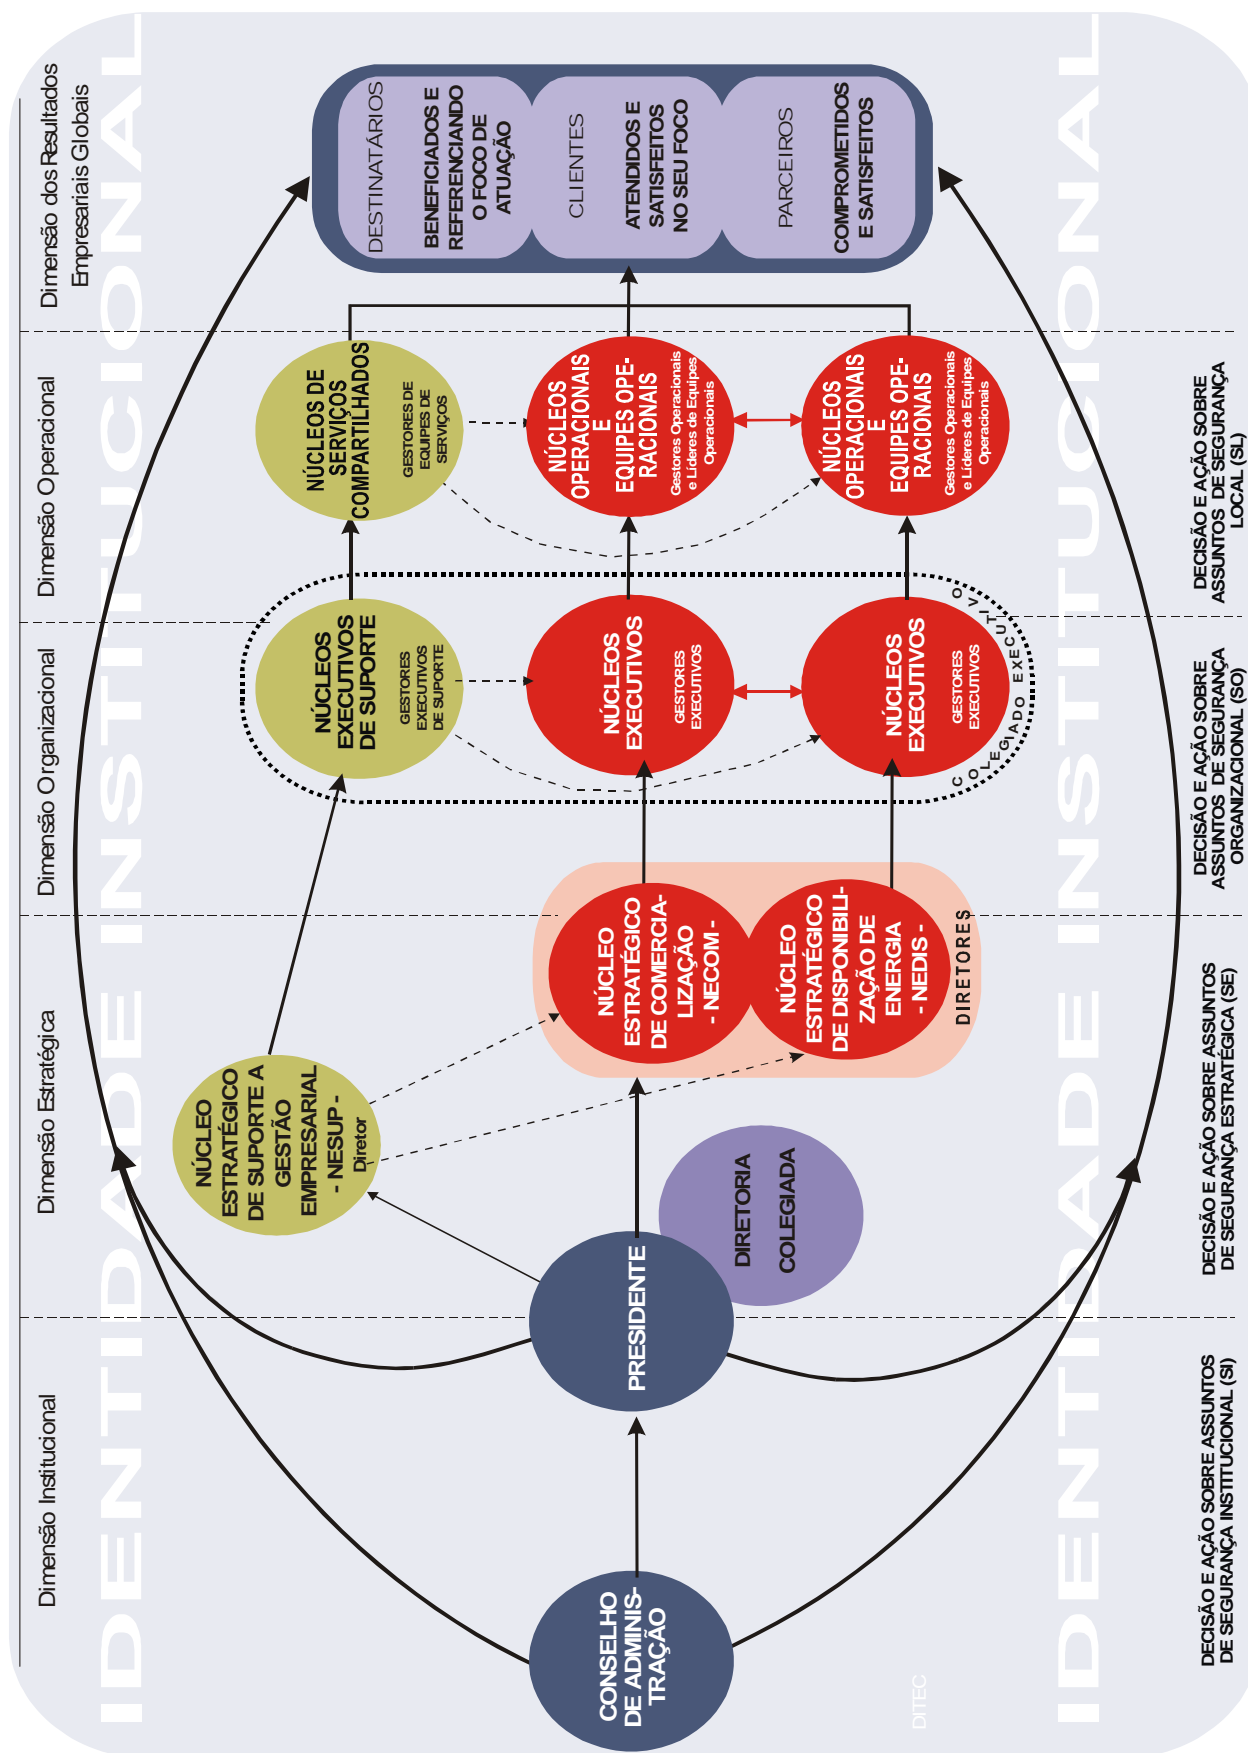 IDENTIDADE INSTITUCIONAL
Dimensão Institucional
Dimensão Estratégica
Dimensão Organizacional
Dimensão Operacional
Dimensão dos Resultados
Empresariais Globais
CONSELHO
DE ADMINIS-
TRAÇÃO
PRESIDENTE
DIRETORIA
COLEGIADA
NÚCLEO
ESTRATÉGICO
DE SUPORTE A
GESTÃO
EMPRESARIAL
- NESUP -
Diretor
NÚCLEO
ESTRATÉGICO
DE COMERCIA-
LIZAÇÃO
- NECOM -
NÚCLEO
ESTRATÉGICO
DE DISPONIBILI-
ZAÇÃO DE
ENERGIA
- NEDIS -
DIRETORES
NÚCLEOS
EXECUTIVOS
DE SUPORTE
GESTORES
EXECUTIVOS
DE SUPORTE
NÚCLEOS
EXECUTIVOS
GESTORES
EXECUTIVOS
NÚCLEOS
EXECUTIVOS
GESTORES
EXECUTIVOS
COLEGIADO EXECUTIVO
NÚCLEOS DE
SERVIÇOS
COMPARTILHADOS
GESTORES DE
EQUIPES DE
SERVIÇOS
NÚCLEOS
OPERACIONAIS
E
EQUIPES OPE-
RACIONAIS
Gestores Operacionais
e Líderes de Equipes
Operacionais
NÚCLEOS
OPERACIONAIS
E
EQUIPES OPE-
RACIONAIS
Gestores Operacionais
e Líderes de Equipes
Operacionais
DESTINATÁRIOS
BENEFICIADOS E
REFERENCIANDO
O FOCO DE
ATUAÇÃO
CLIENTES
ATENDIDOS E
SATISFEITOS
NO SEU FOCO
PARCEIROS
COMPROMETIDOS
E SATISFEITOS
DITEC
IDENTIDADE INSTITUCIONAL
DECISÃO E AÇÃO SOBRE ASSUNTOS
DE SEGURANÇA INSTITUCIONAL (SI)
DECISÃO E AÇÃO SOBRE ASSUNTOS
DE SEGURANÇA ESTRATÉGICA (SE)
DECISÃO E AÇÃO SOBRE
ASSUNTOS DE SEGURANÇA
ORGANIZACIONAL (SO)
DECISÃO E AÇÃO SOBRE
ASSUNTOS DE SEGURANÇA
LOCAL (SL)